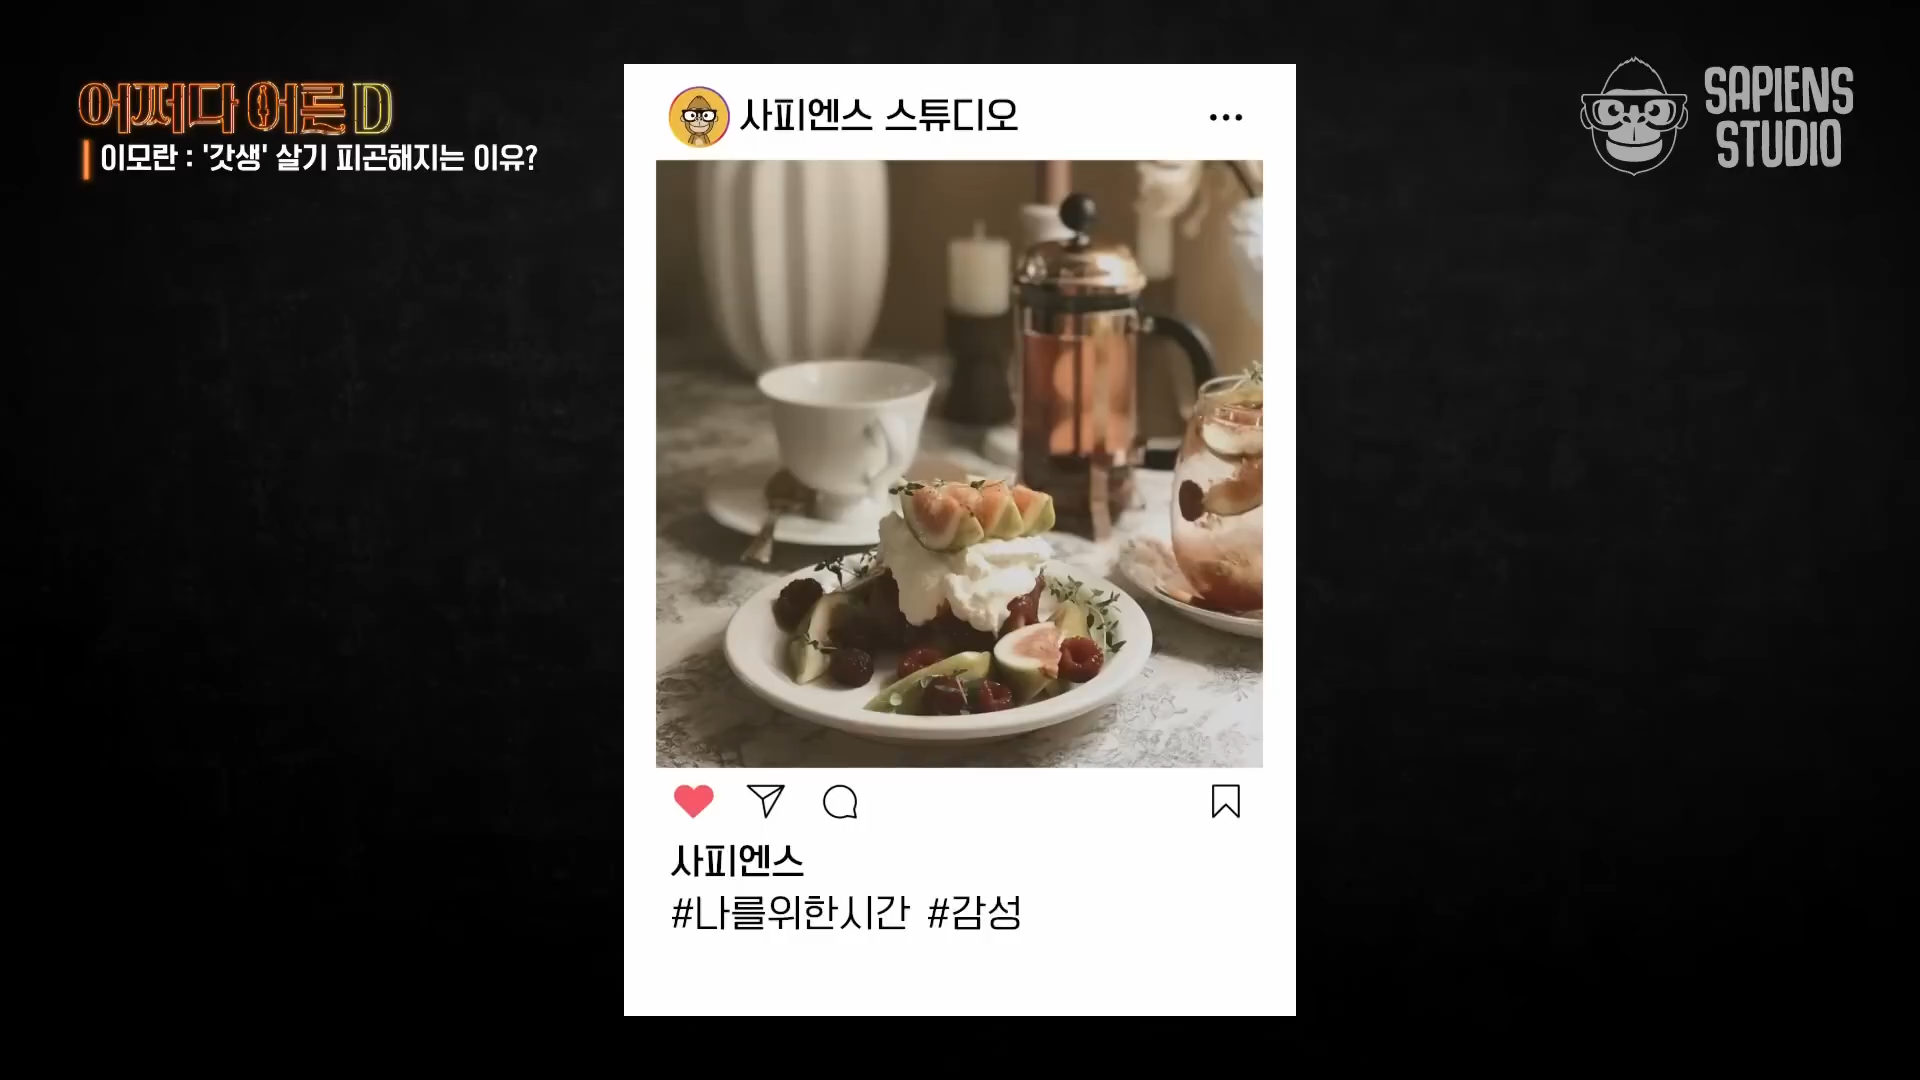 어쩌다 어른 D
이모란 : '갓생' 살기 피곤해지는 이유?
SAPIENS
STUDIO
사피엔스 스튜디오
사피엔스
#나를위한시간 #감성